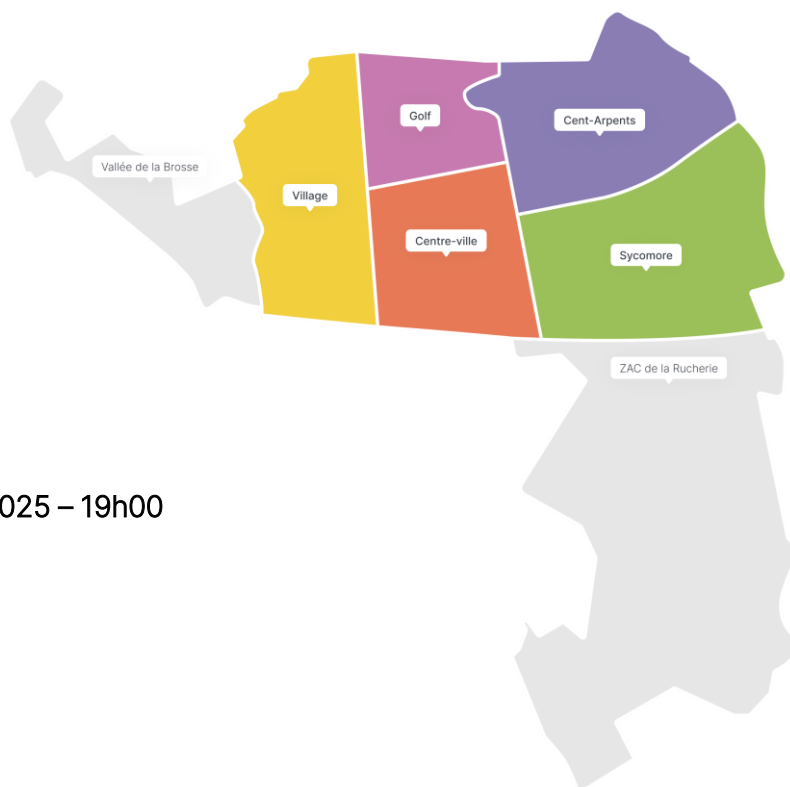 Golf
Cent-Arpents
Vallée de la Brosse
Village
Centre-ville
Sycomore
ZAC de la Rucherie
025 – 19h00